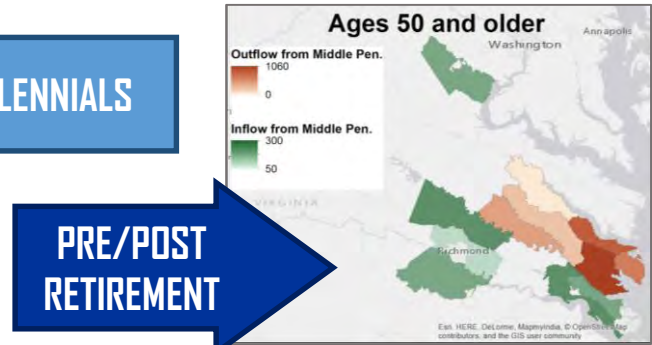 LENNIALS
PRE/POST
RETIREMENT
Ages 50 and older
Outflow from Middle Pen.
1060
0
Inflow from Middle Pen.
300
50
Washington
Annapolis
VIRGINIA
Richmond
Esri, HERE, DeLorme, MapmyIndia, © OpenStreetMap
contributors, and the GIS user community